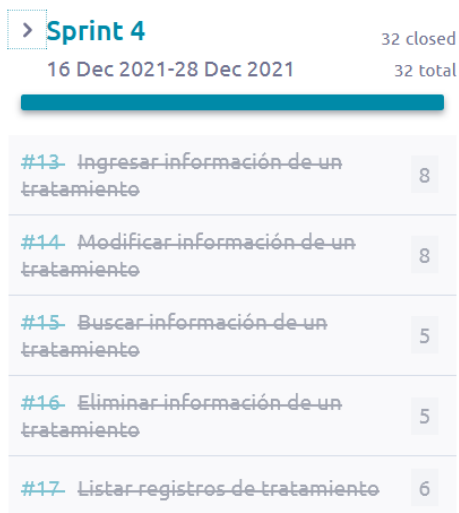 Sprint 4
32 closed
16 Dec 2021-28 Dec 2021
32 total
#13 Ingresar información de un
tratamiento
8
#14 Modificar información de un
tratamiento
8
#15 Buscar información de un
tratamiento
5
#16 Eliminar información de un
tratamiento
5
#17 Listar registros de tratamiento
6